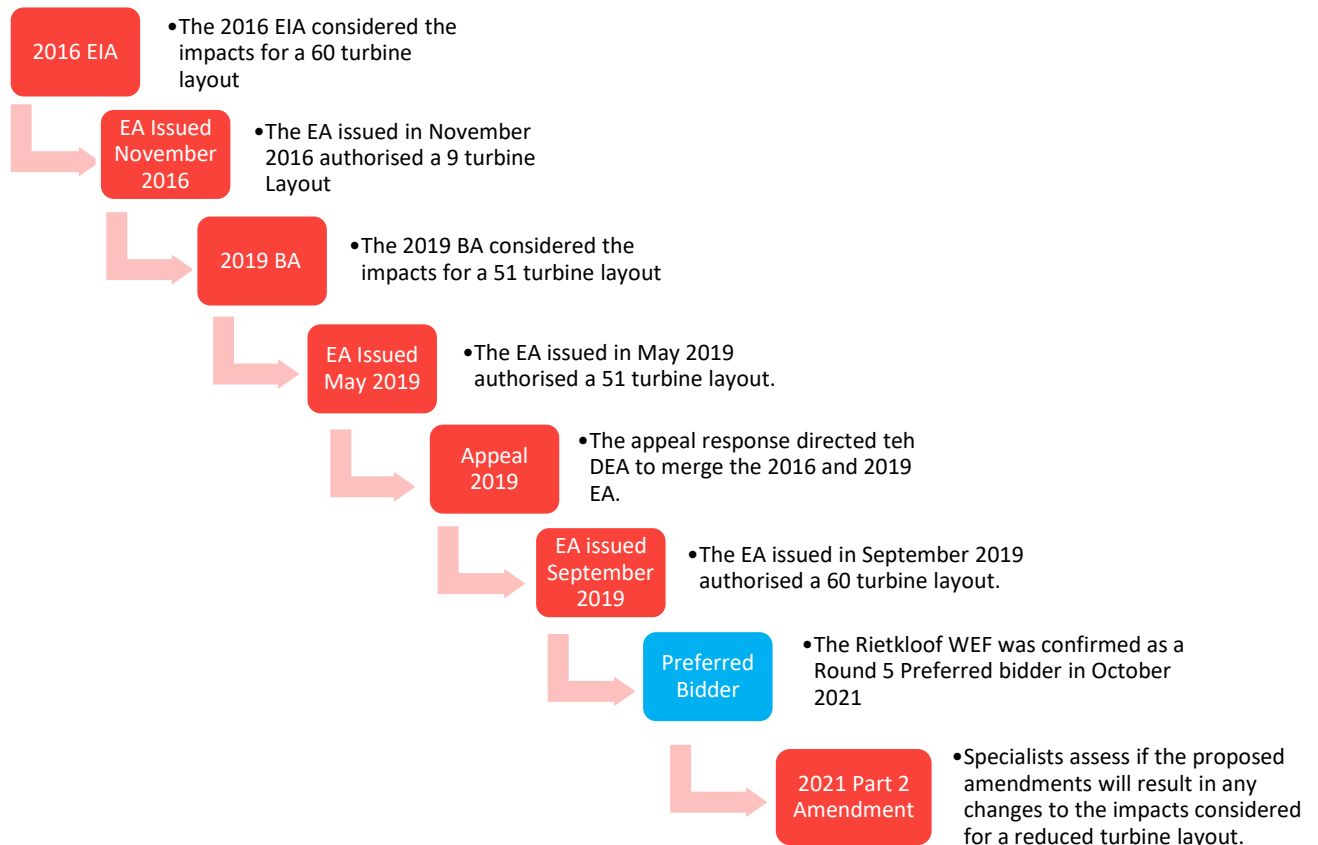 2016 EIA
•The 2016 EIA considered the
impacts for a 60 turbine
layout
EA Issued
November
2016
•The EA issued in November
2016 authorised a 9 turbine
Layout
2019 BA
•The 2019 BA considered the
impacts for a 51 turbine layout
EA Issued
May 2019
•The EA issued in May 2019
authorised a 51 turbine layout.
Appeal
2019
•The appeal response directed teh
DEA to merge the 2016 and 2019
EA.
EA issued
September
2019
•The EA issued in September 2019
authorised a 60 turbine layout.
Preferred
Bidder
•The Rietkloof WEF was confirmed as a
Round 5 Preferred bidder in October
2021
2021 Part 2
Amendment
•Specialists assess if the proposed
amendments will result in any
changes to the impacts considered
for a reduced turbine layout.